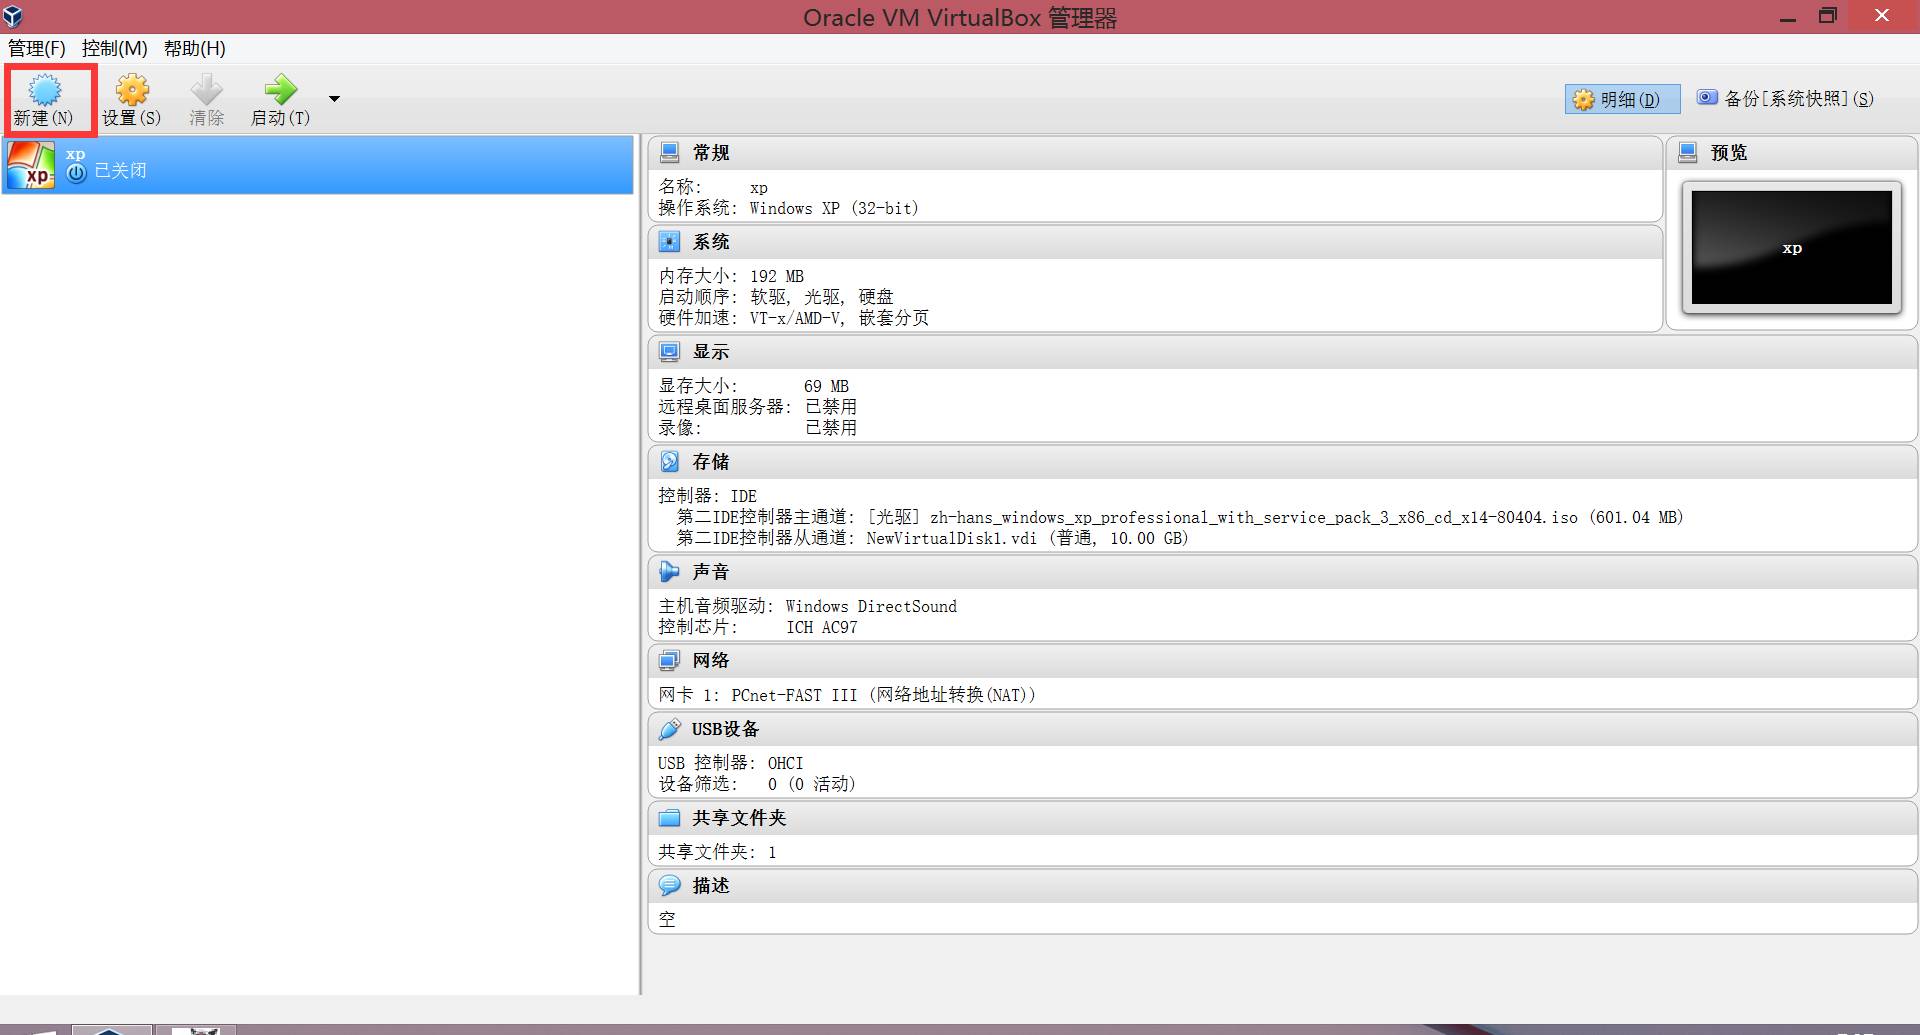 Oracle VM VirtualBox 管理器
管理(F) 控制(M) 帮助(H)
新建(N) 设置(S) 清除 启动(T) 明细(D) 备份[系统快照](S)
xp
xp
已关闭
常规
名称: xp
操作系统: Windows XP (32-bit)
系统
内存大小: 192 MB
启动顺序: 软驱, 光驱, 硬盘
硬件加速: VT-x/AMD-V, 嵌套分页
预览
xp
显示
显存大小: 69 MB
远程桌面服务器: 已禁用
录像: 已禁用
存储
控制器: IDE
第二IDE控制器主通道: [光驱] zh-hans_windows_xp_professional_with_service_pack_3_x86_cd_x14-80404.iso (601.04 MB)
第二IDE控制器从通道: NewVirtualDisk1.vdi (普通, 10.00 GB)
声音
主机音频驱动: Windows DirectSound
控制芯片: ICH AC97
网络
网卡 1: PCnet-FAST III (网络地址转换(NAT))
USB设备
USB 控制器: OHCI
设备筛选: 0 (0 活动)
共享文件夹
共享文件夹: 1
描述
空